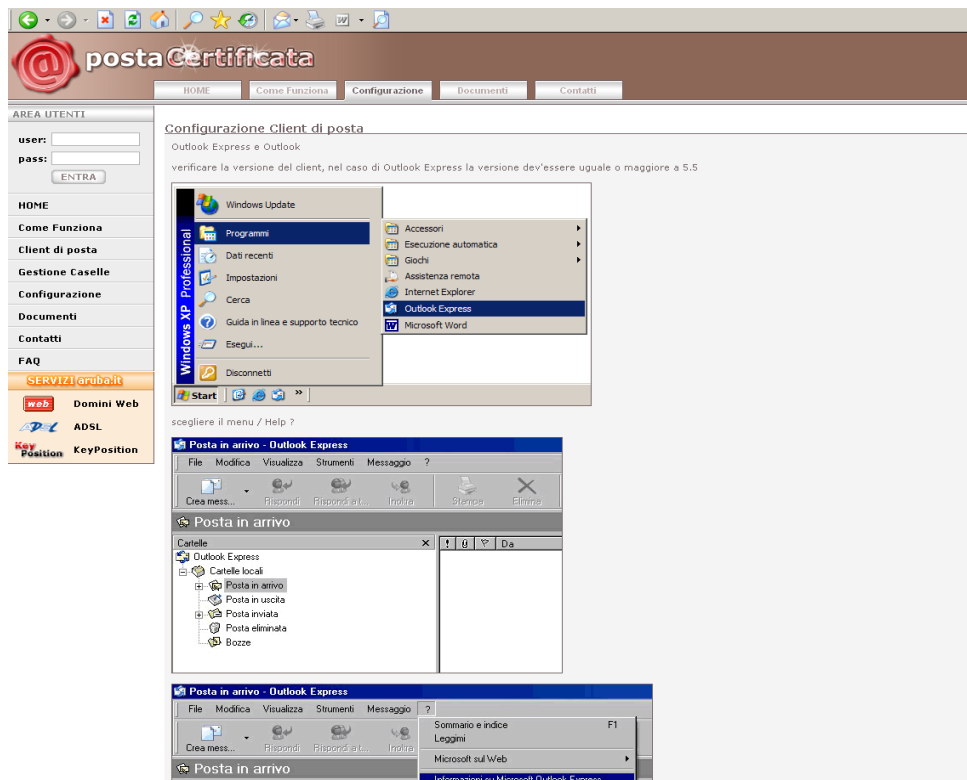 posta Certificata
HOME Come Funziona Configurazione Documenti Contatti
AREA UTENTI
user:
pass:
ENTRA
HOME
Come Funziona
Client di posta
Gestione Caselle
Configurazione
Documenti
Contatti
FAQ
SERVIZI aruba.it
web Domini Web
ADSL ADSL
Key Position KeyPosition
Configurazione Client di posta
Outlook Express e Outlook
verificare la versione del client, nel caso di Outlook Express la versione dev'essere uguale o maggiore a 5.5
Windows XP Professional
Windows Update
Programmi
Dati recenti
Impostazioni
Cerca
Guida in linea e supporto tecnico
Esegui...
Disconnetti
Accessori
Esecuzione automatica
Giochi
Assistenza remota
Internet Explorer
Outlook Express
Microsoft Word
Start »
scegliere il menu / Help ?
Posta in arrivo - Outlook Express
File Modifica Visualizza Strumenti Messaggio ?
Crea mess... Rispondi Rispondi a t... Inoltra Stampa Elimina
Posta in arrivo
Cartelle ! Da
Outlook Express
Cartelle locali
Posta in arrivo
Posta in uscita
Posta inviata
Posta eliminata
Bozze
Posta in arrivo - Outlook Express
File Modifica Visualizza Strumenti Messaggio ?
Crea mess... Rispondi Rispondi a t... Inoltra
Posta in arrivo
Sommario e indice F1
Leggimi
Microsoft sul Web
Informazioni su Microsoft Outlook Express